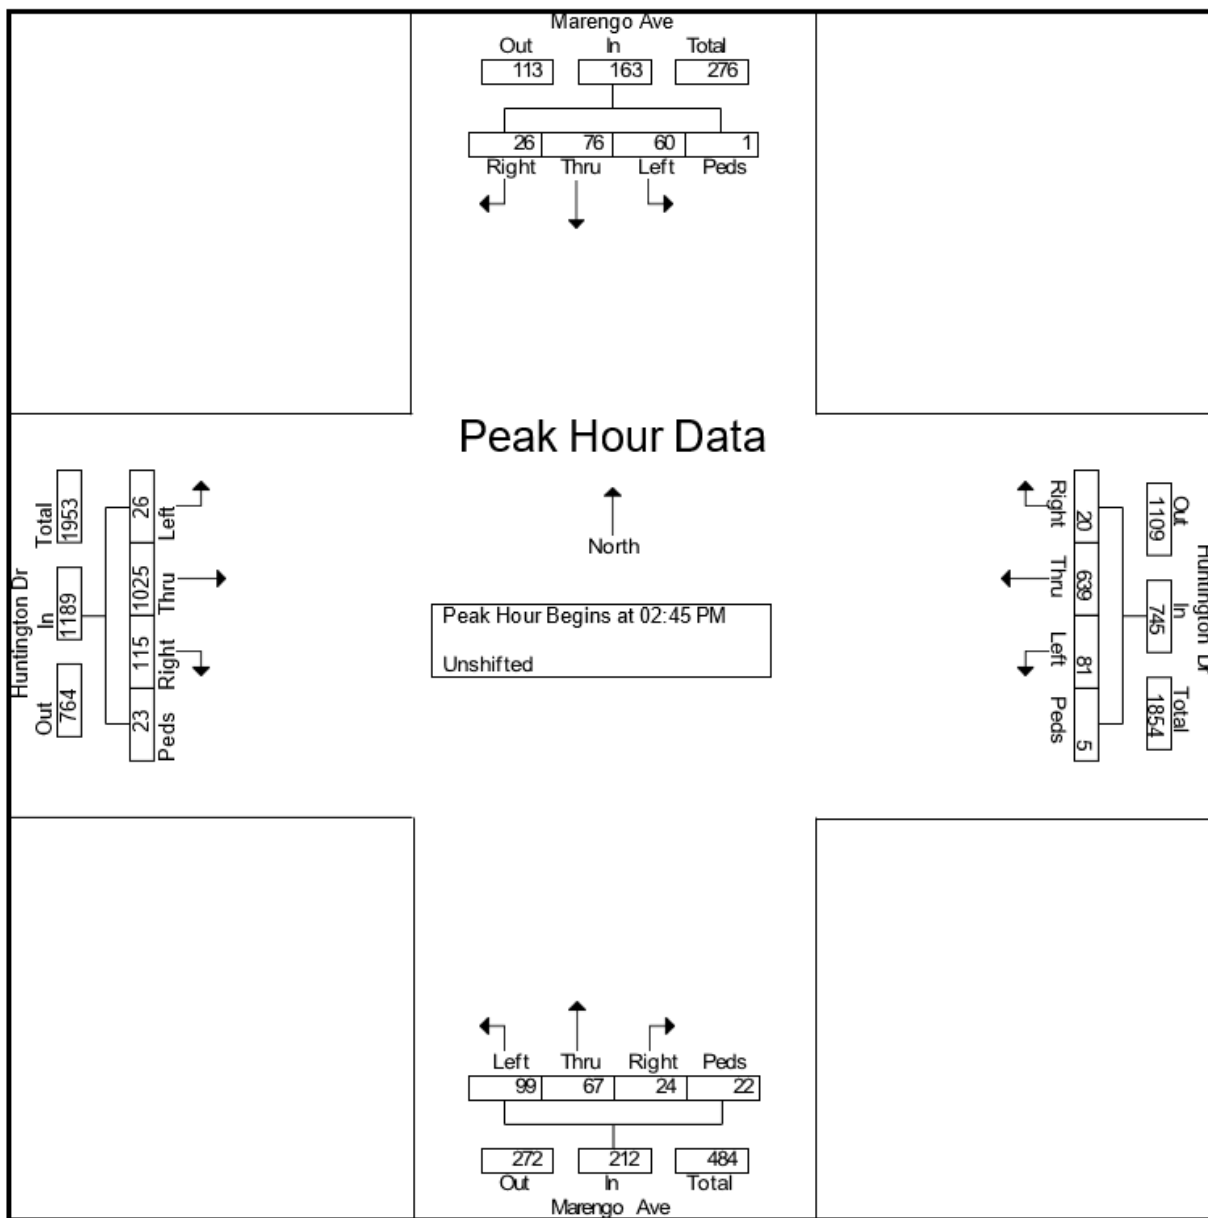 Marengo Ave
Out In Total
113 163 276
26 76 60 1
Right Thru Left Peds
Peak Hour Data
North
Peak Hour Begins at 02:45 PM
Unshifted
Huntington Dr
Out In Total
764 1189 1953
26 1025 115 23
Left Thru Right Peds
Huntington Dr
Out In Total
1109 745 1854
20 639 81 5
Right Thru Left Peds
Left Thru Right Peds
99 67 24 22
272 212 484
Out In Total
Marengo Ave